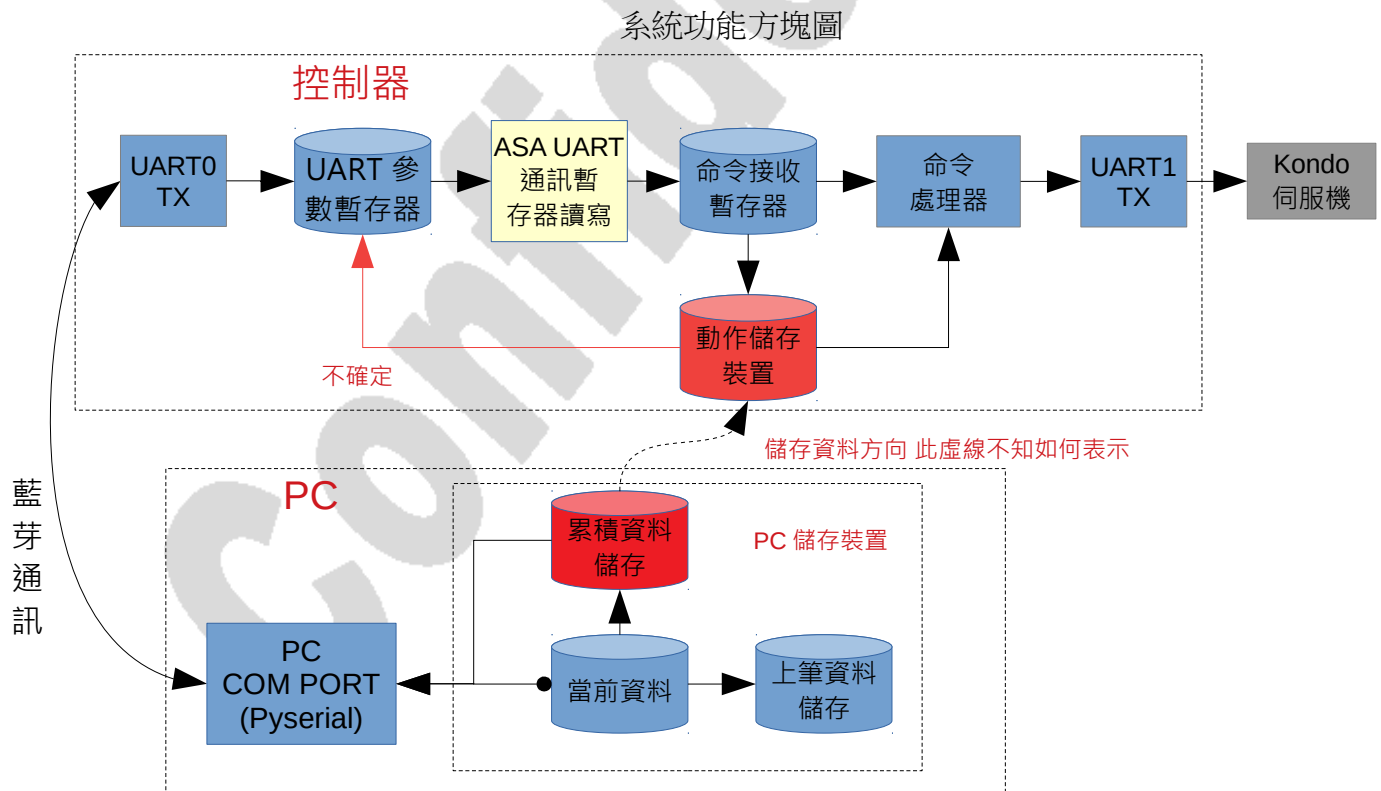 系統功能方塊圖
控制器
UART0
TX
UART 參
數暫存器
ASA UART
通訊暫
存器讀寫
命令接收
暫存器
命令
處理器
UART1
TX
Kondo
伺服機
動作儲存
裝置
不確定
儲存資料方向 此虛線不知如何表示
藍
芽
通
訊
PC
累積資料
儲存
PC 儲存裝置
PC
COM PORT
(Pyserial)
當前資料
上筆資料
儲存